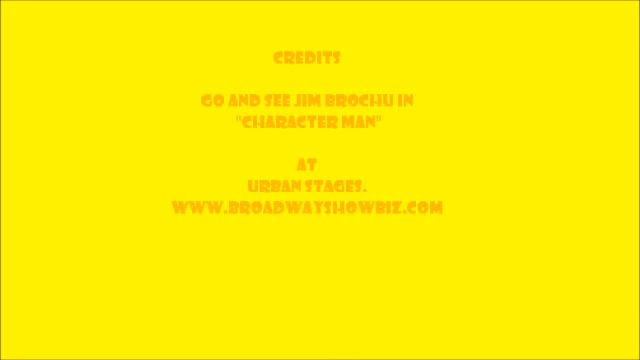 CREDITS
GO AND SEE JIM BROCHU IN
"CHARACTER MAN"
AT
URBAN STAGES.
WWW.BROADWAYSHOWBIZ.COM